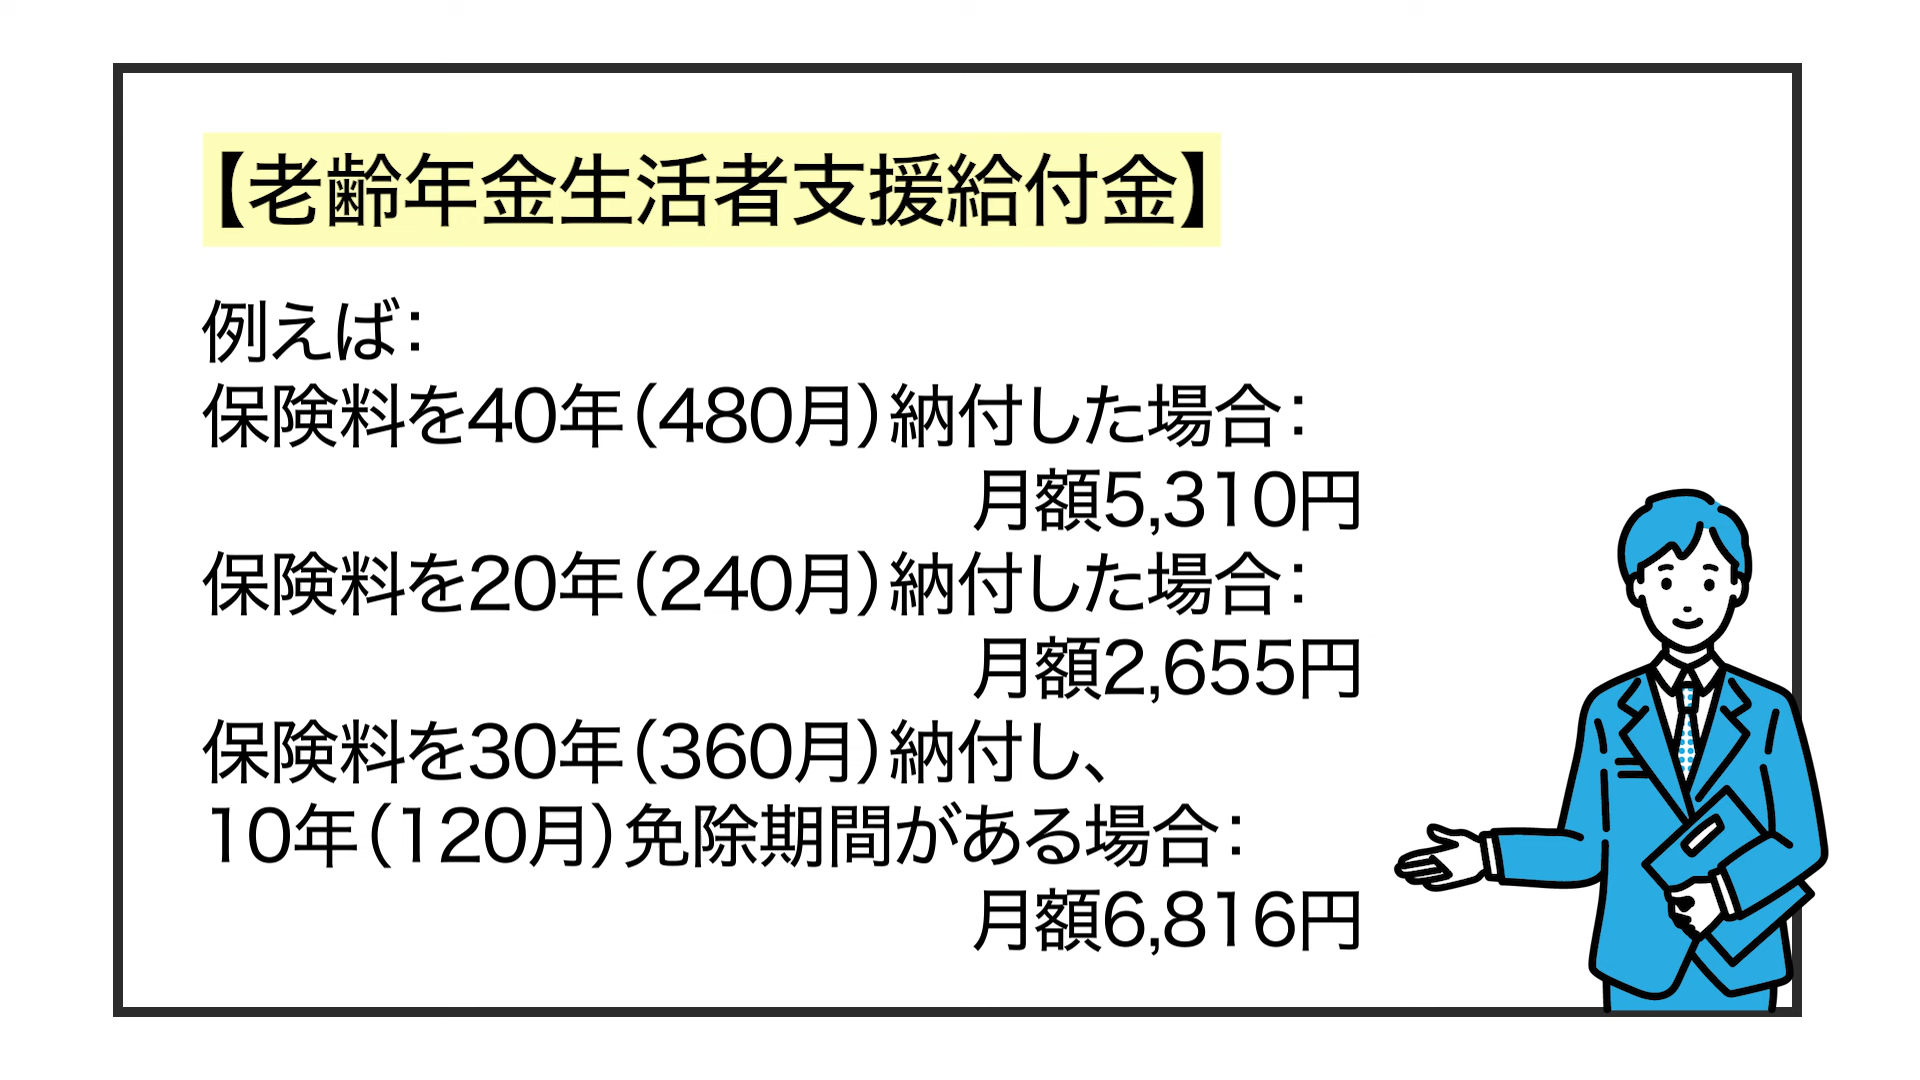 【老齢年金生活者支援給付金】
例えば：
保険料を40年（480月）納付した場合：
月額5,310円
保険料を20年（240月）納付した場合：
月額2,655円
保険料を30年（360月）納付し、
10年（120月）免除期間がある場合：
月額6,816円